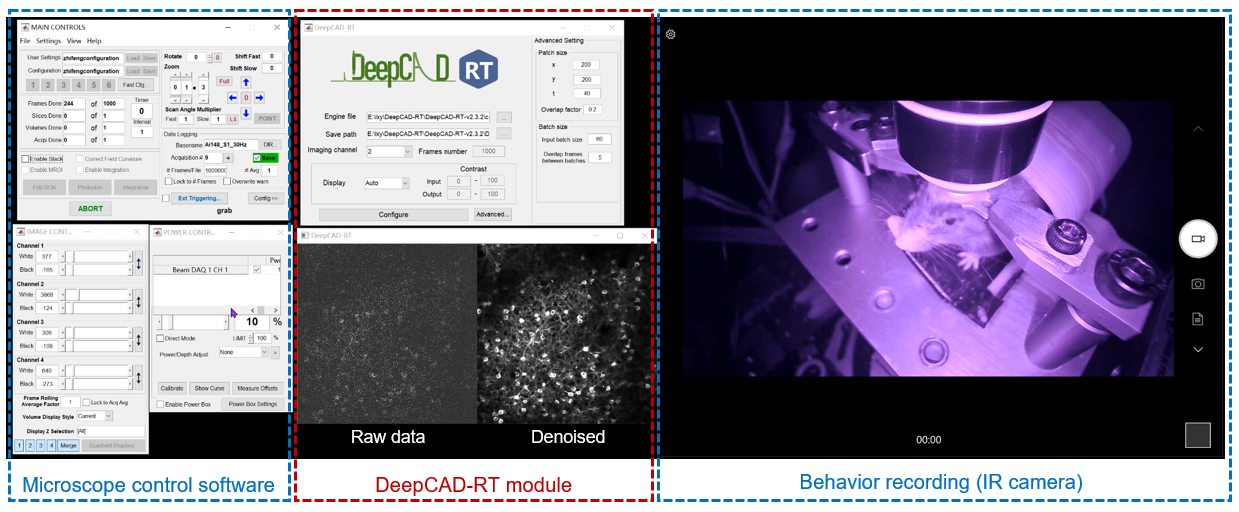 MAIN CONTROLS
File Settings View Help
User Settings zhifengconfiguration Load Save
Configuration zhifengconfiguration Load Save
1 2 3 4 5 6 Fast Cfg...
Frames Done 244 of 1000
Slices Done 0 of 1
Volumes Done 0 of 1
Acqs Done 0 of 1
Timer
0
Interval
1
Enable Stack
Correct Field Curvature
Enable MROI
Enable Integration
Edit ROIs
Photostim
Integration
ABORT
Rotate 0 0
Shift Fast 0
Zoom
Shift Slow 0
0 1 . 3
Full
0
Scan Angle Multiplier
Fast 1 Slow 1 LS POINT
Data Logging
Basename Ai148_S1_30Hz DIR...
Acquisition # 9 + Save
# Frames/File 100000 # Avg 1
Lock to # Frames Overwrite warn
Ext Triggering... Config >>
grab
IMAGE CONT...
Channel 1
White 377
Black -165
Channel 2
White 3668
Black -124
Channel 3
White 306
Black -108
Channel 4
White 640
Black -273
Frame Rolling
Average Factor 1 Lock to Acq Avg
Volume Display Style Current
Display Z Selection [All]
1 2 3 4 Merge Scanfield Displays...
POWER CONTR...
Pwr
Beam DAQ 1 CH 1 1
10 %
Direct Mode LIMIT 100 %
Power/Depth Adjust None >
Calibrate Show Curve Measure Offsets
Enable Power Box Power Box Settings
DeepCAD_RT
DeepCAD RT
Engine file E:\lxy\DeepCAD-RT\DeepCAD-RT-v2.3.2\c ...
Save path E:\lxy\DeepCAD-RT\DeepCAD-RT-v2.3.2\D ...
Imaging channel 2 Frames number 1000
Contrast
Display Auto
Input 0 - 100
Output 0 - 100
Configure Advanced...
Advanced Setting
Patch size
x 200
y 200
t 40
Overlap factor 0.2
Batch size
Input batch size 60
Overlap frames
between batches 5
DeepCAD-RT
Raw data
Denoised
00:00
Microscope control software
DeepCAD-RT module
Behavior recording (IR camera)